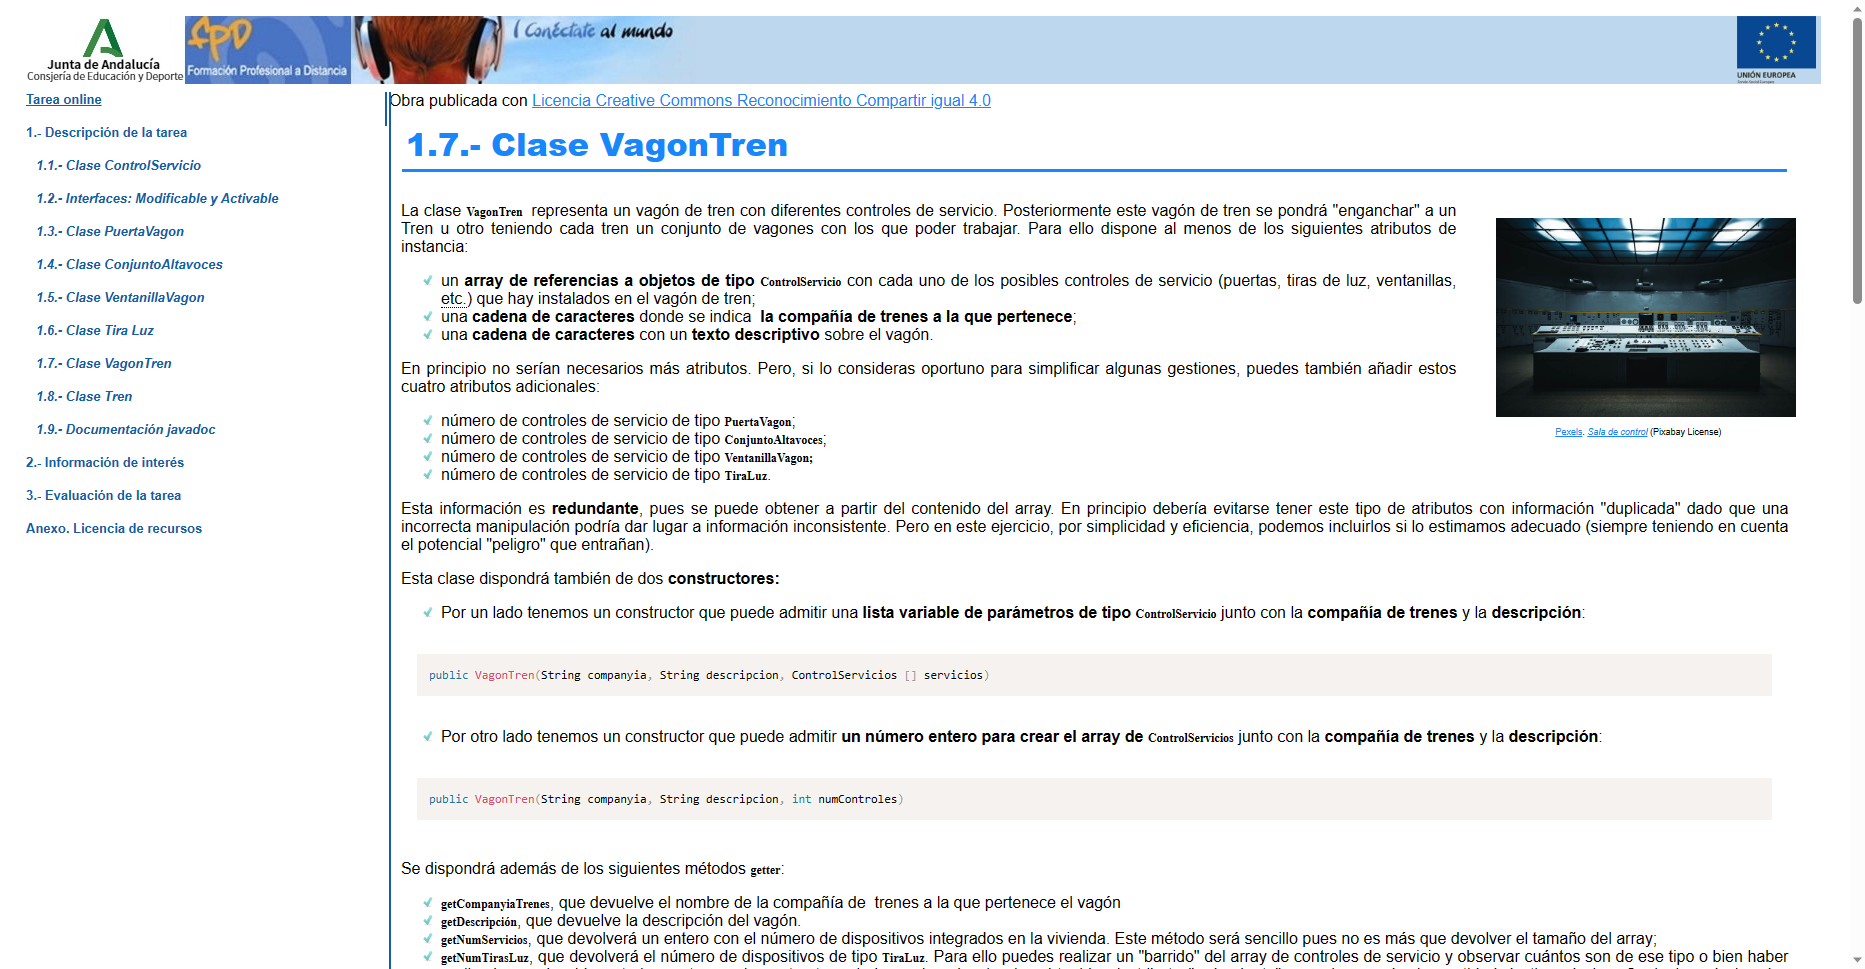 Junta de Andalucía
Consejería de Educación y Deporte
fpD
Formación Profesional a Distancia
Conéctate al mundo
UNIÓN EUROPEA
Tarea online
1.- Descripción de la tarea
1.1.- Clase ControlServicio
1.2.- Interfaces: Modificable y Activable
1.3.- Clase PuertaVagon
1.4.- Clase ConjuntoAltavoces
1.5.- Clase VentanillaVagon
1.6.- Clase Tira Luz
1.7.- Clase VagonTren
1.8.- Clase Tren
1.9.- Documentación javadoc
2.- Información de interés
3.- Evaluación de la tarea
Anexo. Licencia de recursos
Obra publicada con Licencia Creative Commons Reconocimiento Compartir igual 4.0
1.7.- Clase VagonTren
La clase VagonTren representa un vagón de tren con diferentes controles de servicio. Posteriormente este vagón de tren se pondrá "enganchar" a un
Tren u otro teniendo cada tren un conjunto de vagones con los que poder trabajar. Para ello dispone al menos de los siguientes atributos de
instancia:
un array de referencias a objetos de tipo ControlServicio con cada uno de los posibles controles de servicio (puertas, tiras de luz, ventanillas,
etc.) que hay instalados en el vagón de tren;
una cadena de caracteres donde se indica la compañía de trenes a la que pertenece;
una cadena de caracteres con un texto descriptivo sobre el vagón.
Pexels. Sala de control (Pixabay License)
En principio no serían necesarios más atributos. Pero, si lo consideras oportuno para simplificar algunas gestiones, puedes también añadir estos
cuatro atributos adicionales:
número de controles de servicio de tipo PuertaVagon;
número de controles de servicio de tipo ConjuntoAltavoces;
número de controles de servicio de tipo VentanillaVagon;
número de controles de servicio de tipo TiraLuz.
Esta información es redundante, pues se puede obtener a partir del contenido del array. En principio debería evitarse tener este tipo de atributos con información "duplicada" dado que una
incorrecta manipulación podría dar lugar a información inconsistente. Pero en este ejercicio, por simplicidad y eficiencia, podemos incluirlos si lo estimamos adecuado (siempre teniendo en cuenta
el potencial "peligro" que entrañan).
Esta clase dispondrá también de dos constructores:
Por un lado tenemos un constructor que puede admitir una lista variable de parámetros de tipo ControlServicio junto con la compañía de trenes y la descripción:
public VagonTren(String companyia, String descripcion, ControlServicios [] servicios)
Por otro lado tenemos un constructor que puede admitir un número entero para crear el array de ControlServicios junto con la compañía de trenes y la descripción:
public VagonTren(String companyia, String descripcion, int numControles)
Se dispondrá además de los siguientes métodos getter:
getCompanyiaTrenes, que devuelve el nombre de la compañía de trenes a la que pertenece el vagón
getDescripción, que devuelve la descripción del vagón.
getNumServicios, que devolverá un entero con el número de dispositivos integrados en la vivienda. Este método será sencillo pues no es más que devolver el tamaño del array;
getNumTirasLuz, que devolverá el número de dispositivos de tipo TiraLuz. Para ello puedes realizar un "barrido" del array de controles de servicio y observar cuántos son de ese tipo o bien haber